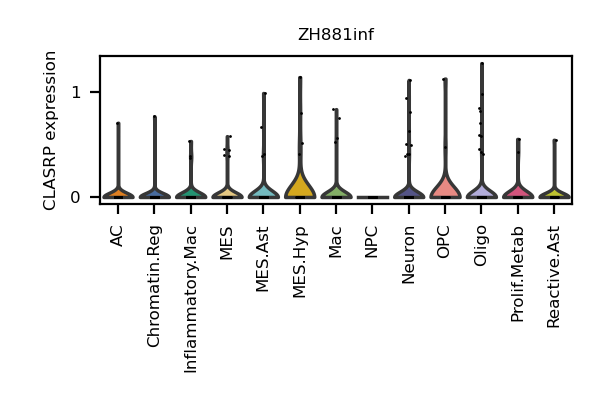 ZH881inf
CLASRP expression
1
0
AC
Chromatin.Reg
Inflammatory.Mac
MES
MES.Ast
MES.Hyp
Mac
NPC
Neuron
OPC
Oligo
Prolif.Metab
Reactive.Ast